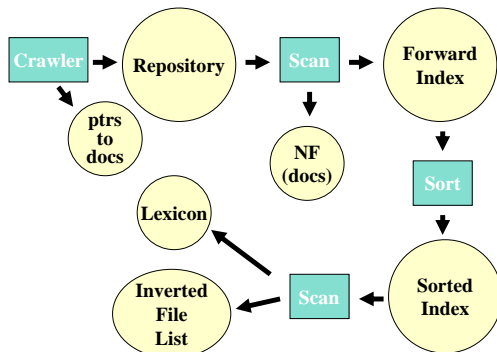 Crawler
Repository
Scan
Forward
Index
ptrs
to
docs
NF
(docs)
Sort
Lexicon
Inverted
File
List
Scan
Sorted
Index